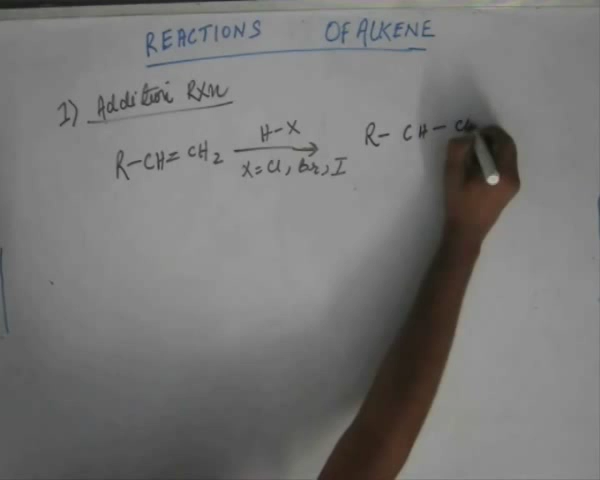 REACTIONS OF ALKENE
1) Addition Rxn
R-CH=CH2 H-X R- CH-
X=Cl, Br, I